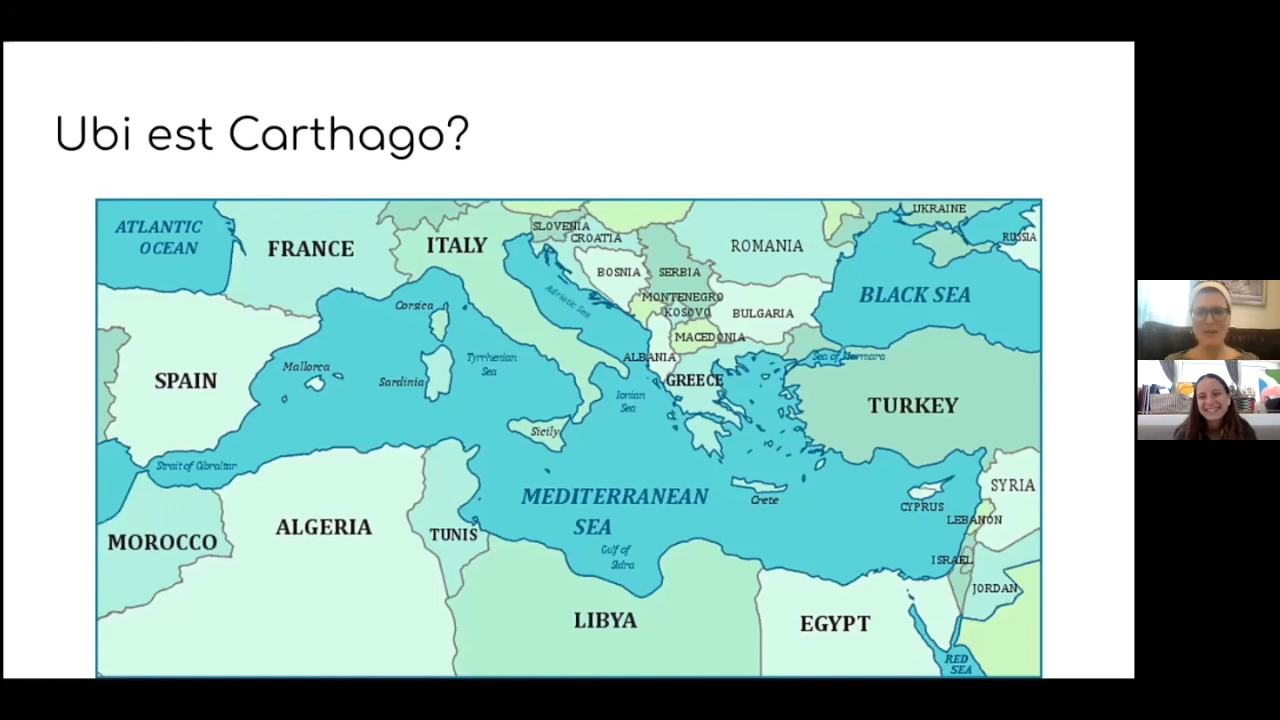 Ubi est Carthago?
ATLANTIC
OCEAN
FRANCE
ITALY
SLOVENIA
CROATIA
UKRAINE
RUSSIA
ROMANIA
BOSNIA
SERBIA
BLACK SEA
MONTENEGRO
KOSOVO
BULGARIA
MACEDONIA
Corsica
Adriatic Sea
Sea of Marmara
ALBANIA
Tyrrhenian
Sea
Mallorca
Sardinia
SPAIN
GREECE
Ionian
Sea
TURKEY
Sicily
Strait of Gibraltar
MEDITERRANEAN
SEA
Crete
CYPRUS
SYRIA
LEBANON
ALGERIA
TUNIS
MOROCCO
Gulf of
Sidra
ISRAEL
JORDAN
LIBYA
EGYPT
RED
SEA